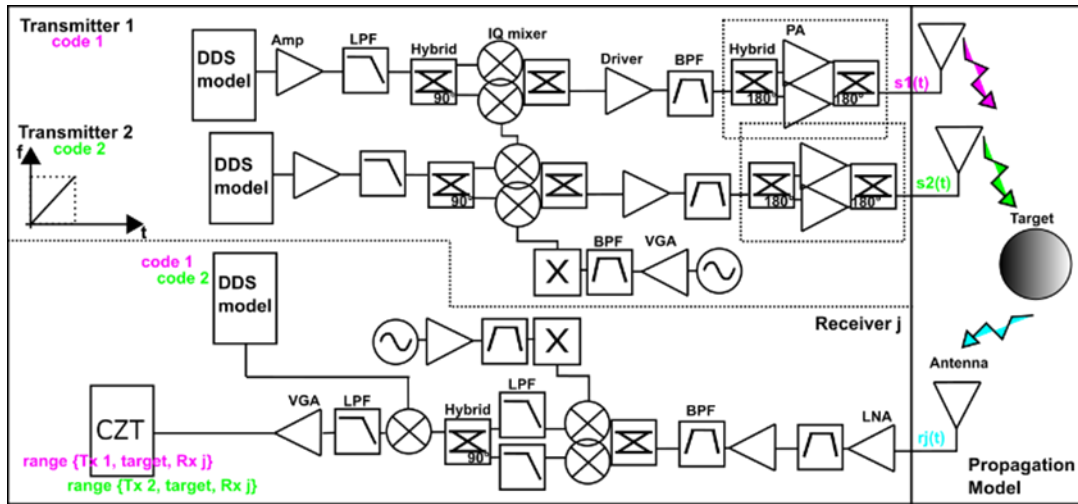 Transmitter 1
code 1
DDS
model
Amp
LPF
Hybrid
90°
IQ mixer
Driver
BPF
Hybrid
180°
PA
180°
s1(t)
Transmitter 2
code 2
f
t
DDS
model
90°
180°
180°
s2(t)
Target
X
BPF
VGA
code 1
code 2
DDS
model
Receiver j
X
Antenna
CZT
VGA
LPF
Hybrid
90°
LPF
BPF
LNA
rj(t)
range {Tx 1, target, Rx j}
range {Tx 2, target, Rx j}
Propagation
Model